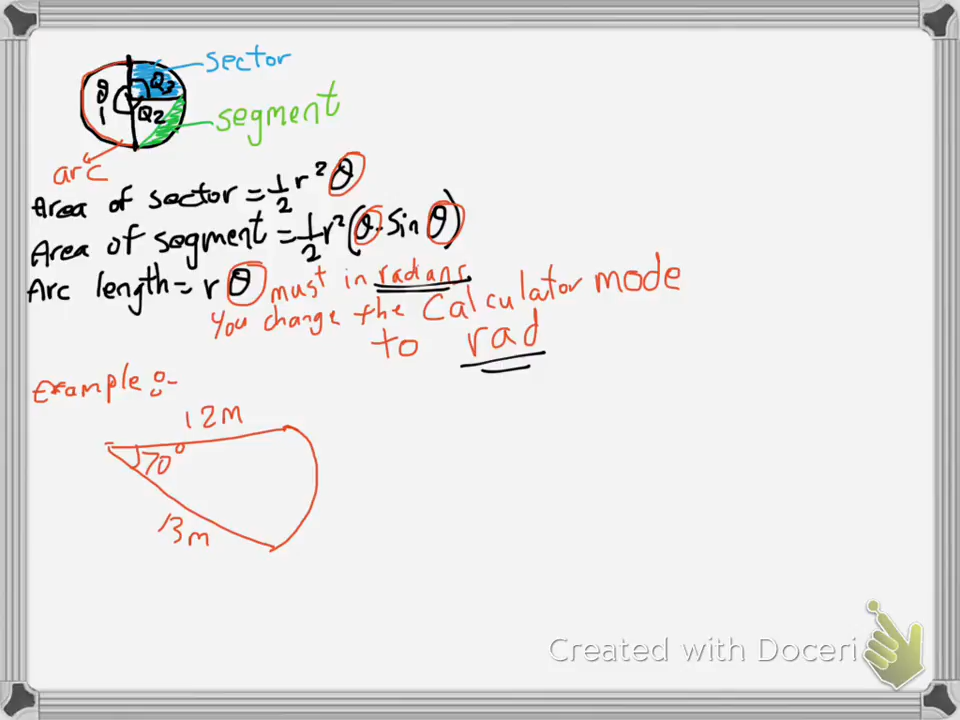 sector
θ
1
Q3
Q2
segment
arc
Area of sector = 1/2 r² θ
Area of segment = 1/2 r² (θ - Sin θ)
Arc length = r θ must in radians
You change the Calculator mode
to rad
Example :-
12m
70°
13m
Created with Doceri